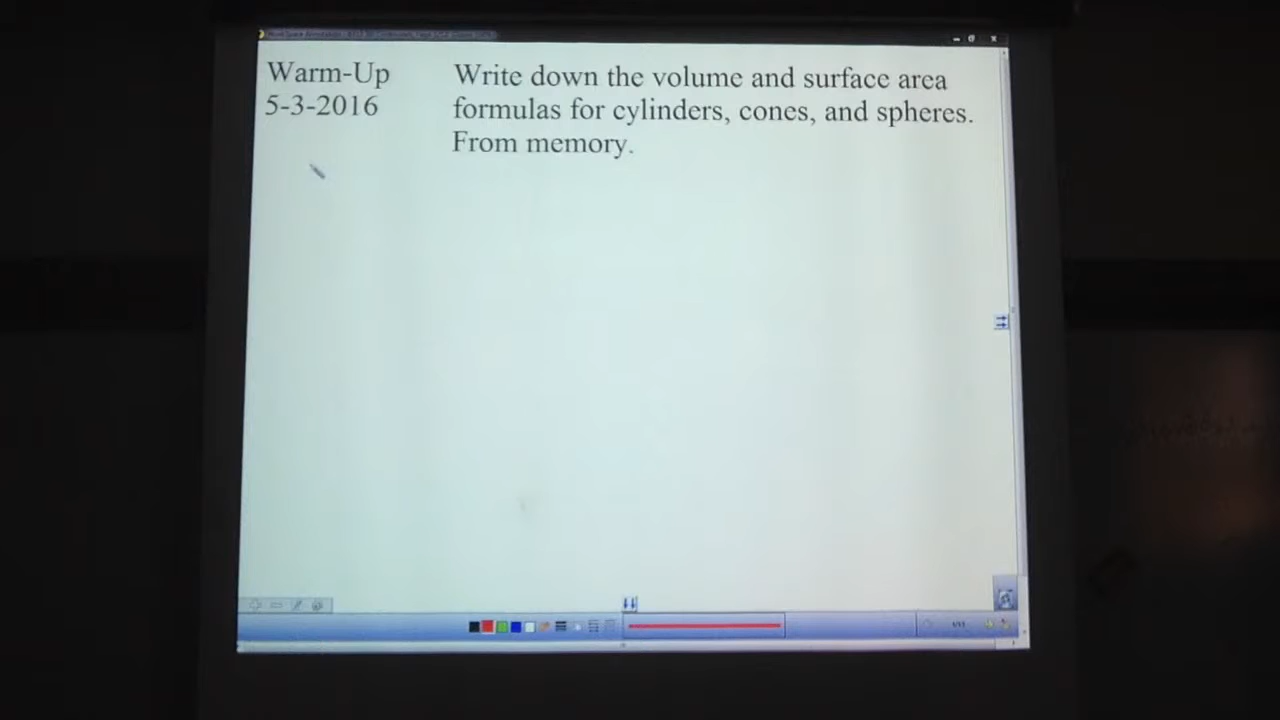 Warm-Up
5-3-2016
Write down the volume and surface area
formulas for cylinders, cones, and spheres.
From memory.